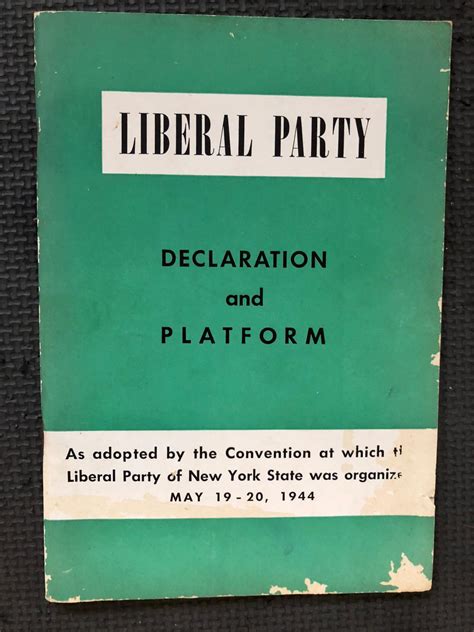 LIBERAL PARTY
DECLARATION
and
PLATFORM
As adopted by the Convention at which
Liberal Party of New York State was organize
MAY 19-20, 1944